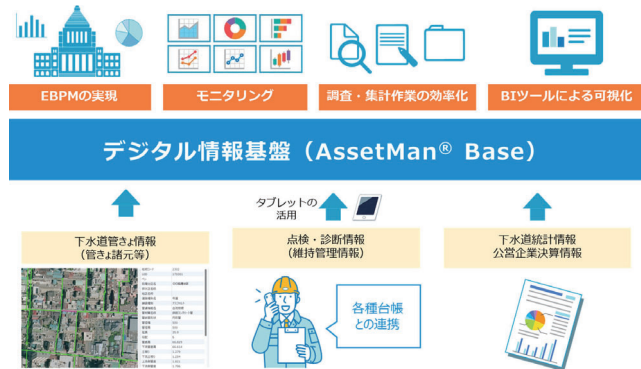 EBPMの実現
モニタリング
調査・集計作業の効率化
BIツールによる可視化
デジタル情報基盤（AssetMan® Base）
タブレットの
活用
下水道管きょ情報
（管きょ諸元等）
点検・診断情報
（維持管理情報）
下水道統計情報
公営企業決算情報
各種台帳
との連携